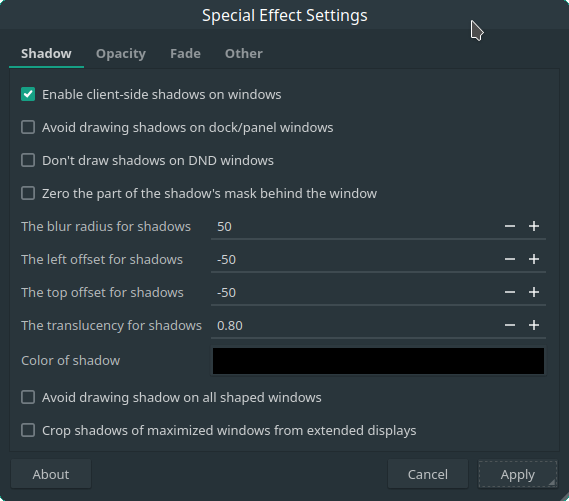 Special Effect Settings
Shadow Opacity Fade Other
Enable client-side shadows on windows
Avoid drawing shadows on dock/panel windows
Don't draw shadows on DND windows
Zero the part of the shadow's mask behind the window
The blur radius for shadows 50
The left offset for shadows -50
The top offset for shadows -50
The translucency for shadows 0.80
Color of shadow
Avoid drawing shadow on all shaped windows
Crop shadows of maximized windows from extended displays
About Cancel Apply